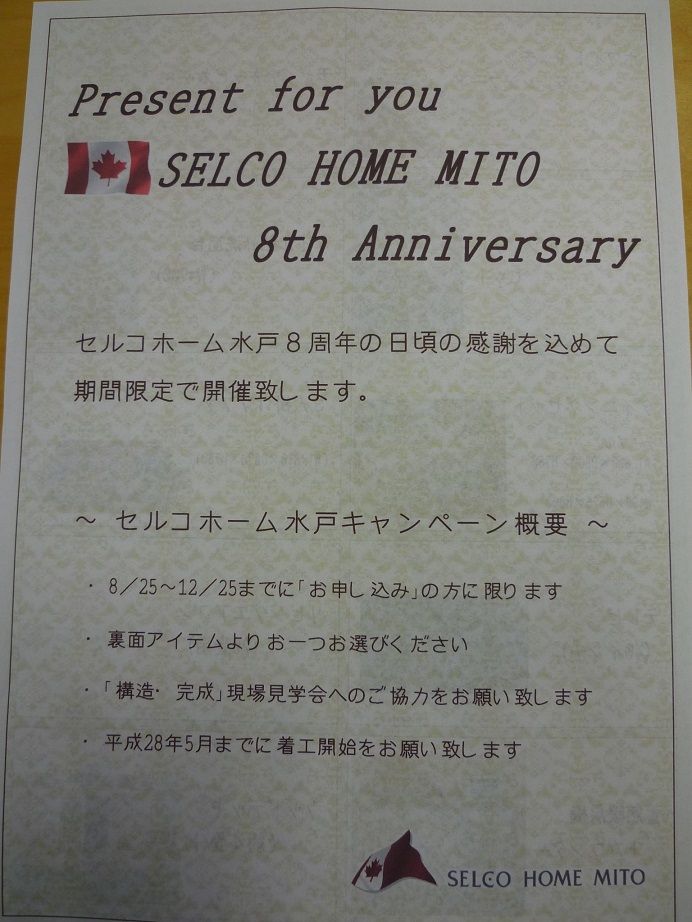 Present for you
SELCO HOME MITO
8th Anniversary
セルコホーム水戸８周年の日頃の感謝を込めて
期間限定で開催致します。
～ セルコホーム水戸キャンペーン概要 ～
・ 8／25～12／25までに「お申し込み」の方に限ります
・ 裏面アイテムよりお一つお選びください
・「構造・完成」現場見学会へのご協力をお願い致します
・ 平成28年5月までに着工開始をお願い致します
SELCO HOME MITO